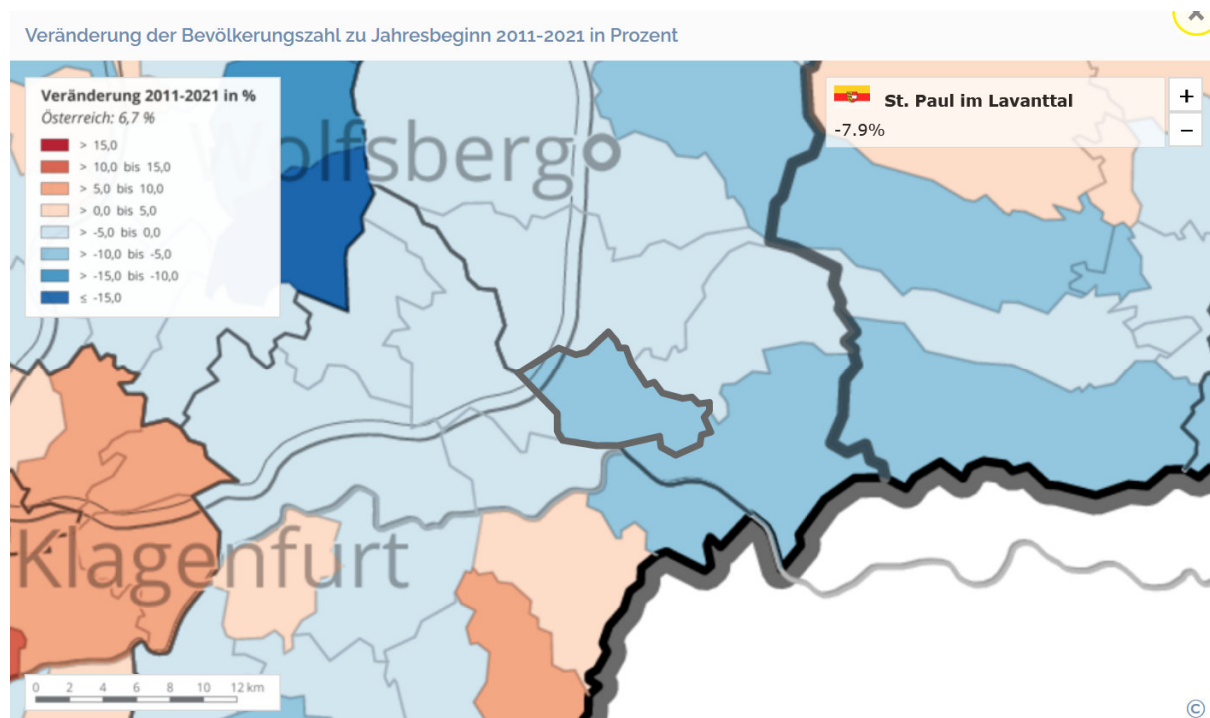 Veränderung der Bevölkerungszahl zu Jahresbeginn 2011-2021 in Prozent
Veränderung 2011-2021 in %
Österreich: 6,7 %
> 15,0
> 10,0 bis 15,0
> 5,0 bis 10,0
> 0,0 bis 5,0
> -5,0 bis 0,0
> -10,0 bis -5,0
> -15,0 bis -10,0
≤ -15,0
St. Paul im Lavanttal
-7.9%
+
−
Wolfsberg
Klagenfurt
0 2 4 6 8 10 12 km
©